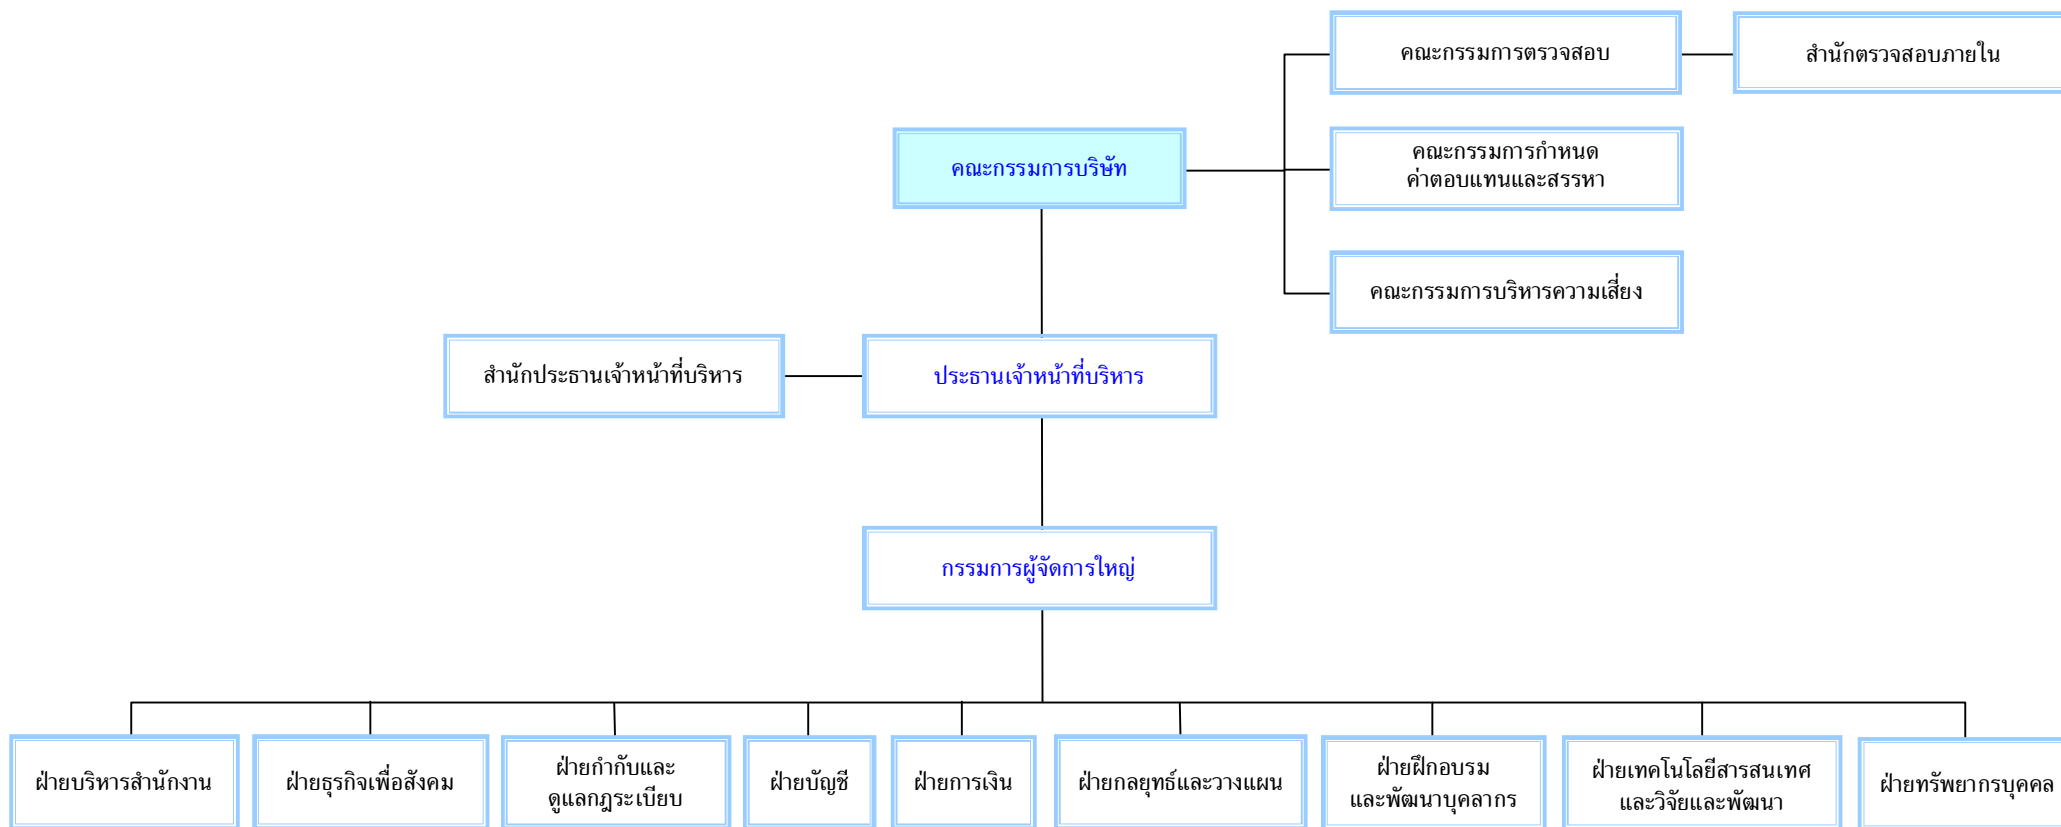 คณะกรรมการตรวจสอบ
สำนักตรวจสอบภายใน
คณะกรรมการบริษัท
คณะกรรมการกำหนด
ค่าตอบแทนและสรรหา
คณะกรรมการบริหารความเสี่ยง
สำนักประธานเจ้าหน้าที่บริหาร
ประธานเจ้าหน้าที่บริหาร
กรรมการผู้จัดการใหญ่
ฝ่ายบริหารสำนักงาน
ฝ่ายธุรกิจเพื่อสังคม
ฝ่ายกำกับและ
ดูแลกฎระเบียบ
ฝ่ายบัญชี
ฝ่ายการเงิน
ฝ่ายกลยุทธ์และวางแผน
ฝ่ายฝึกอบรม
และพัฒนาบุคลากร
ฝ่ายเทคโนโลยีสารสนเทศ
และวิจัยและพัฒนา
ฝ่ายทรัพยากรบุคคล